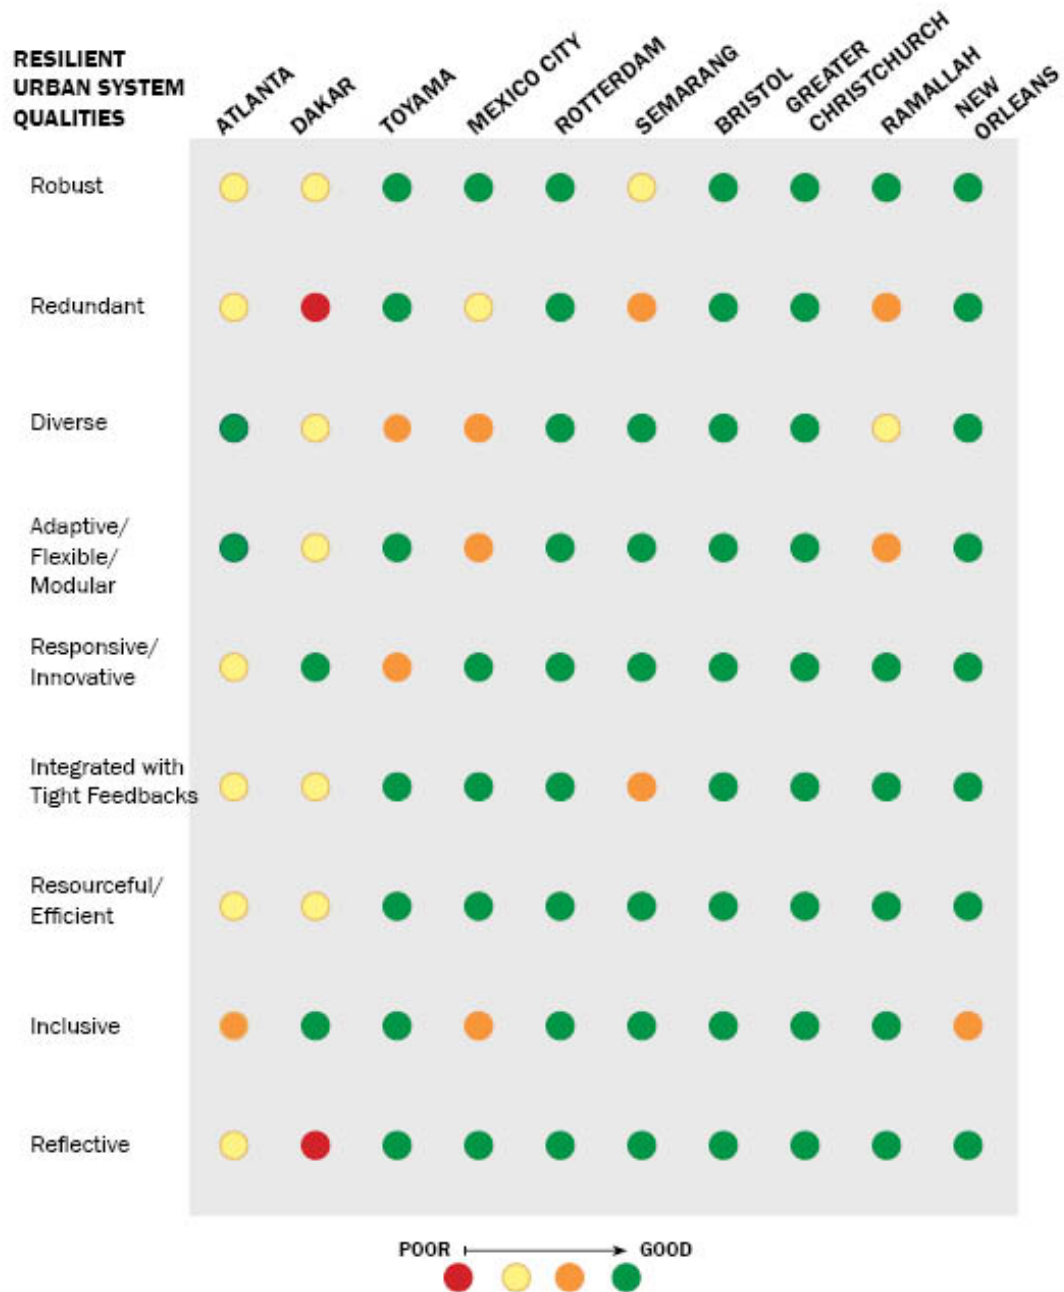 RESILIENT
URBAN SYSTEM
QUALITIES
ATLANTA
DAKAR
TOYAMA
MEXICO CITY
ROTTERDAM
SEMARANG
BRISTOL
GREATER
CHRISTCHURCH
RAMALLAH
NEW
ORLEANS
Robust
Redundant
Diverse
Adaptive/
Flexible/
Modular
Responsive/
Innovative
Integrated with
Tight Feedbacks
Resourceful/
Efficient
Inclusive
Reflective
POOR GOOD